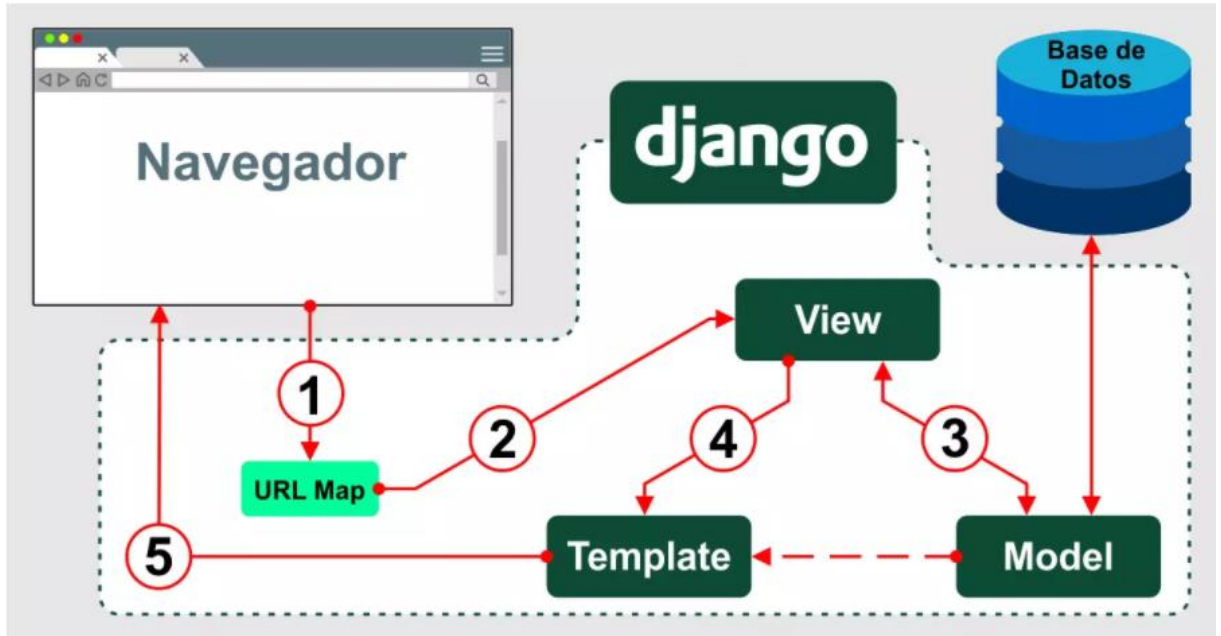 Navegador
django
Base de
Datos
View
1
2
4
3
URL Map
5
Template
Model